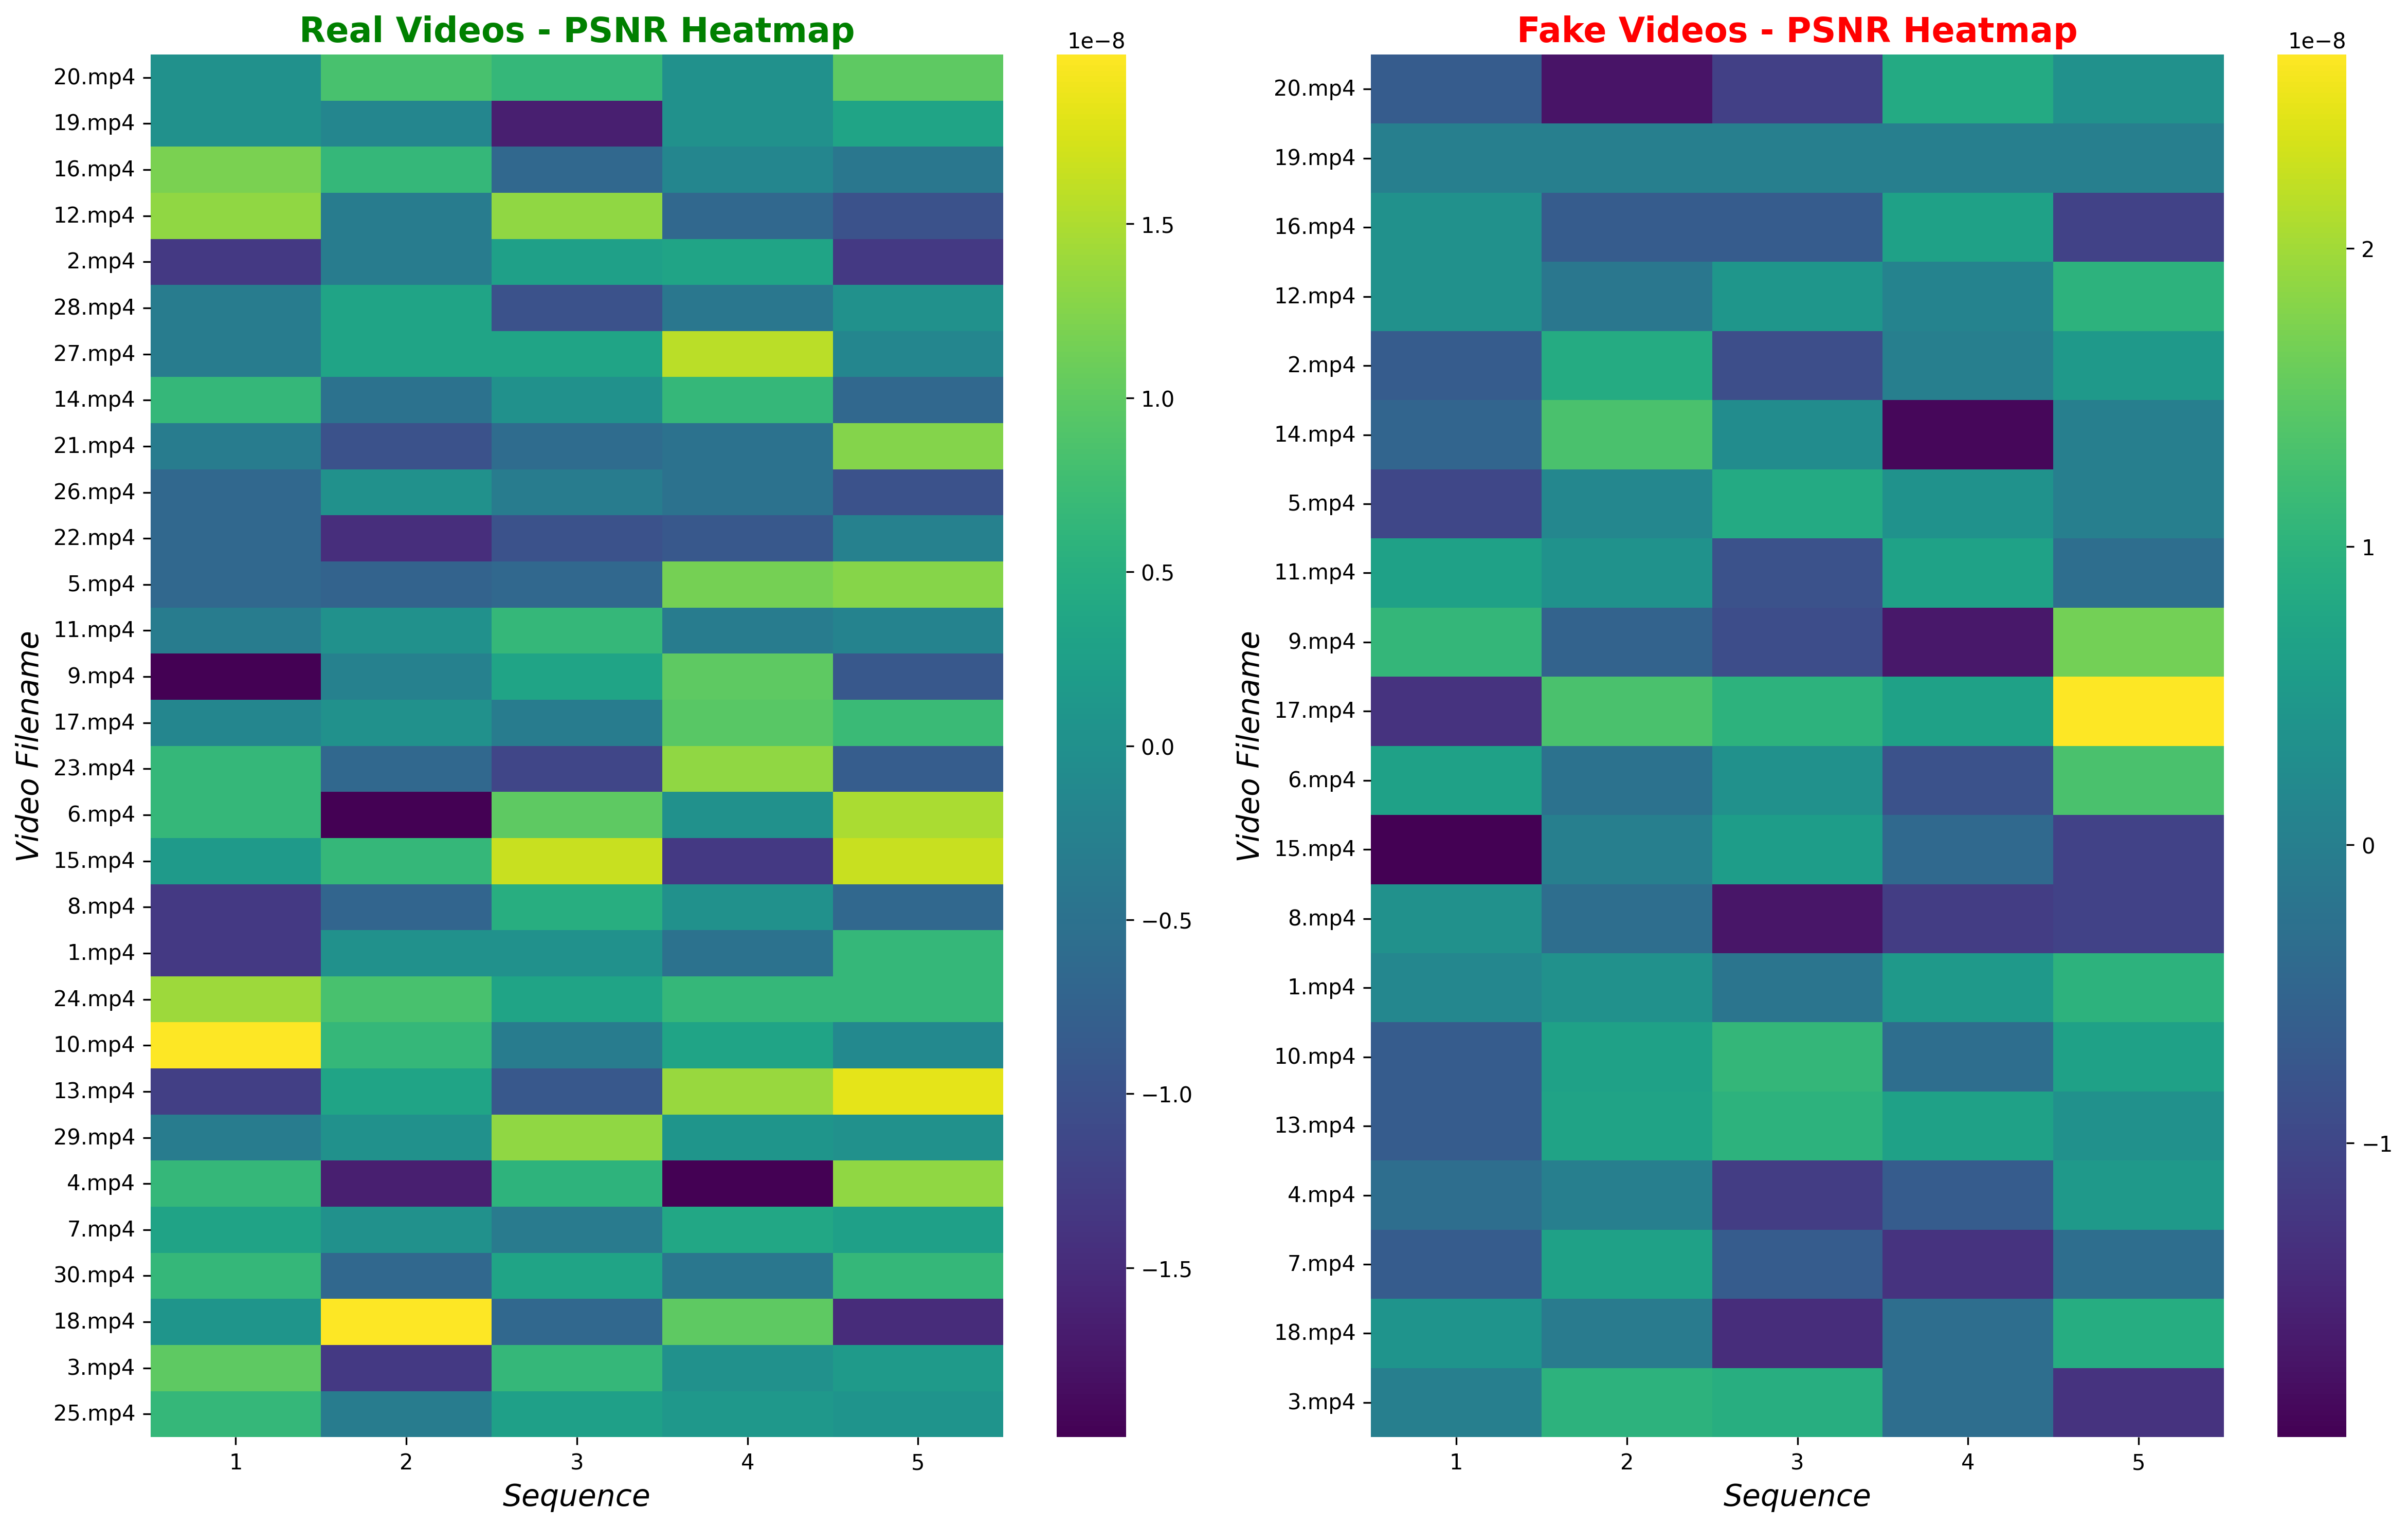 Real Videos - PSNR Heatmap
1e−8
Video Filename
20.mp4
19.mp4
16.mp4
12.mp4
2.mp4
28.mp4
27.mp4
14.mp4
21.mp4
26.mp4
22.mp4
5.mp4
11.mp4
9.mp4
17.mp4
23.mp4
6.mp4
15.mp4
8.mp4
1.mp4
24.mp4
10.mp4
13.mp4
29.mp4
4.mp4
7.mp4
30.mp4
18.mp4
3.mp4
25.mp4
1 2 3 4 5
Sequence
1.5
1.0
0.5
0.0
−0.5
−1.0
−1.5
Fake Videos - PSNR Heatmap
1e−8
Video Filename
20.mp4
19.mp4
16.mp4
12.mp4
2.mp4
14.mp4
5.mp4
11.mp4
9.mp4
17.mp4
6.mp4
15.mp4
8.mp4
1.mp4
10.mp4
13.mp4
4.mp4
7.mp4
18.mp4
3.mp4
1 2 3 4 5
Sequence
2
1
0
−1